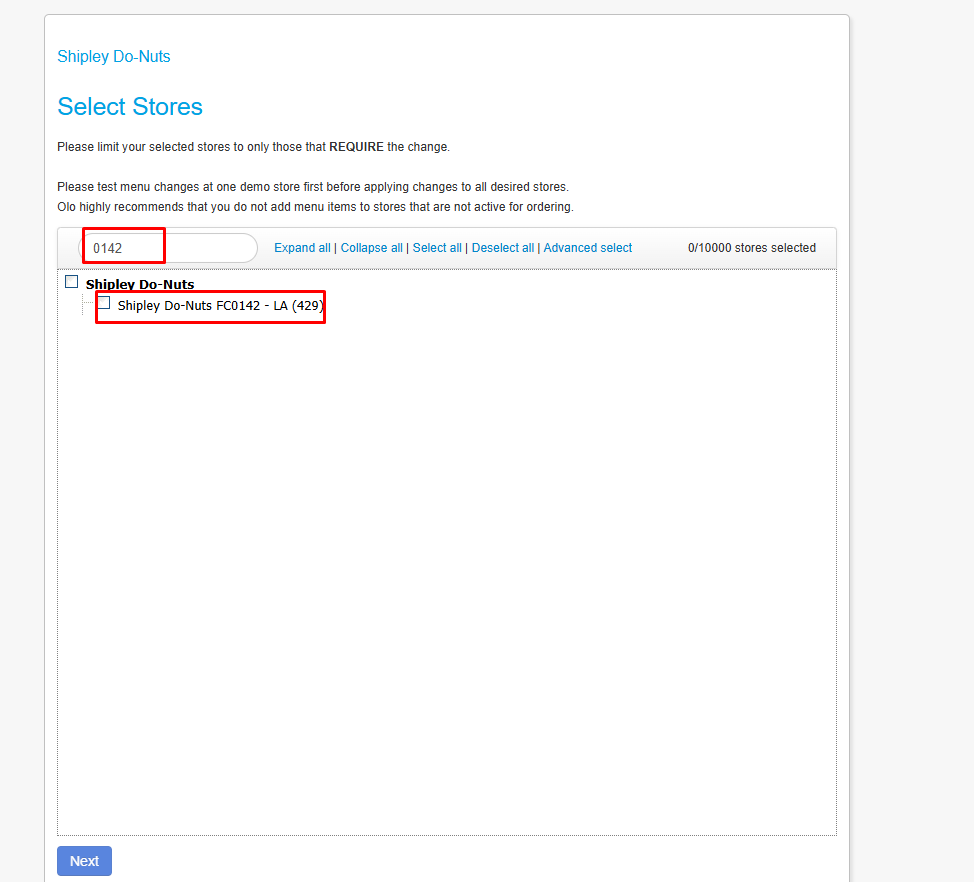 Shipley Do-Nuts
Select Stores
Please limit your selected stores to only those that REQUIRE the change.
Please test menu changes at one demo store first before applying changes to all desired stores.
Olo highly recommends that you do not add menu items to stores that are not active for ordering.
0142 Expand all | Collapse all | Select all | Deselect all | Advanced select 0/10000 stores selected
Shipley Do-Nuts
Shipley Do-Nuts FC0142 - LA (429)
Next